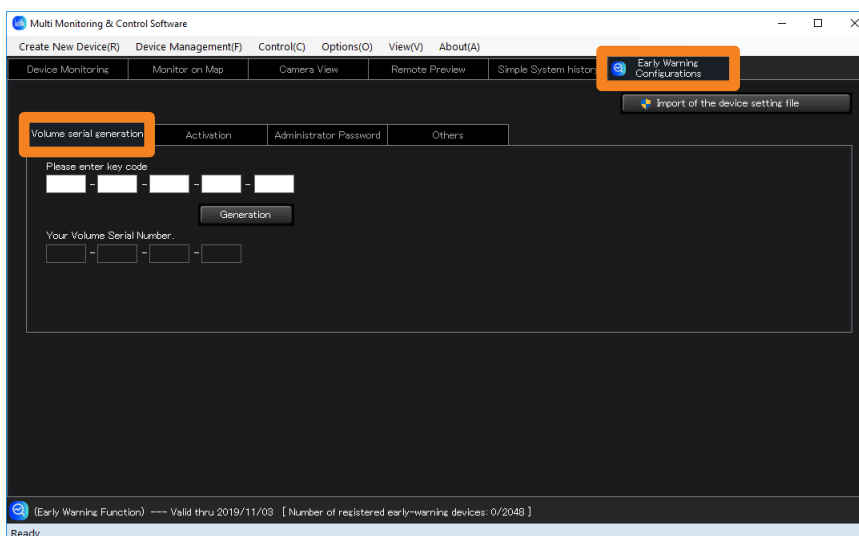 Multi Monitoring & Control Software
Create New Device(R) Device Management(F) Control(C) Options(O) View(V) About(A)
Device Monitoring Monitor on Map Camera View Remote Preview Simple System history Early Warning
Configurations
Import of the device setting file
Volume serial generation Activation Administrator Password Others
Please enter key code
- - - -
Generation
Your Volume Serial Number.
- - -
(Early Warning Function) --- Valid thru 2019/11/03 [ Number of registered early-warning devices: 0/2048 ]
Ready